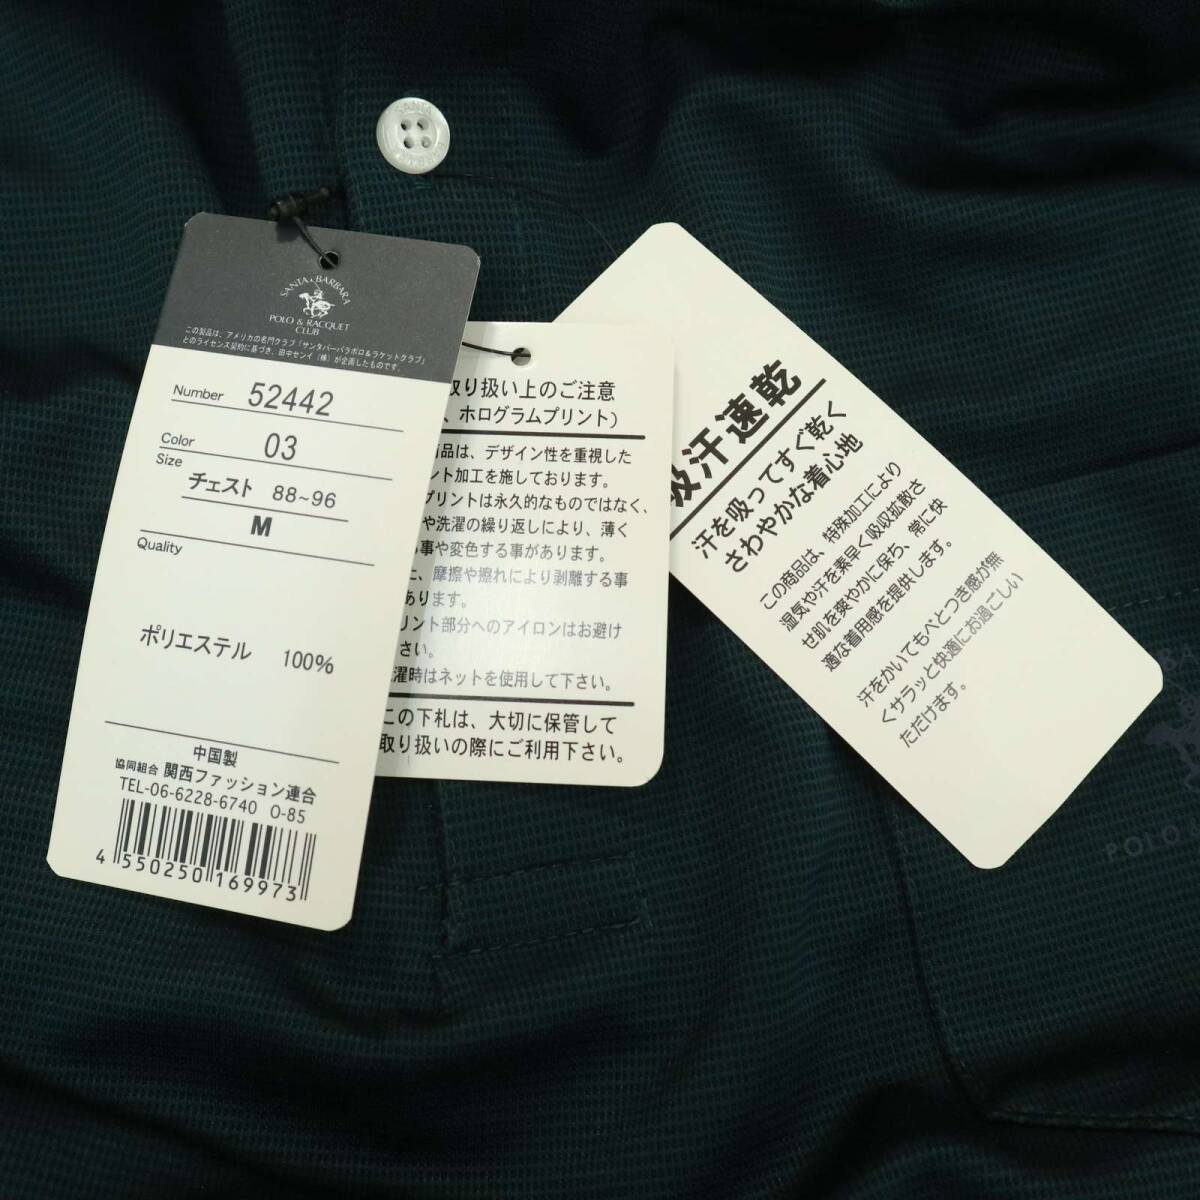 SANTA
SANTA BARBARA
POLO & RACQUET
CLUB
この製品は、アメリカの名門クラブ「サンタバーバラポロ&ラケットクラブ」
とのライセンス契約に基づき、田中センイ(株)が企画したものです。
Number 52442
Color 03
Size
チェスト 88~96
M
Quality
ポリエステル 100%
中国製
協同組合 関西ファッション連合
TEL-06-6228-6740 O-85
4 550250 169973
取り扱い上のご注意
、ホログラムプリント)
品は、デザイン性を重視した
ント加工を施しております。
プリントは永久的なものではなく、
や洗濯の繰り返しにより、薄く
事や変色する事があります。
、摩擦や擦れにより剥離する事
あります。
リント部分へのアイロンはお避け
さい。
濯時はネットを使用して下さい。
この下札は、大切に保管して
取り扱いの際にご利用下さい。
吸汗速乾
汗を吸ってすぐ乾く
さわやかな着心地
この商品は、特殊加工により
湿気や汗を素早く吸収拡散さ
せ肌を爽やかに保ち、常に快
適な着用感を提供します。
汗をかいてもべとつき感が無
くサラッと快適にお過ごしい
ただけます。
POLO